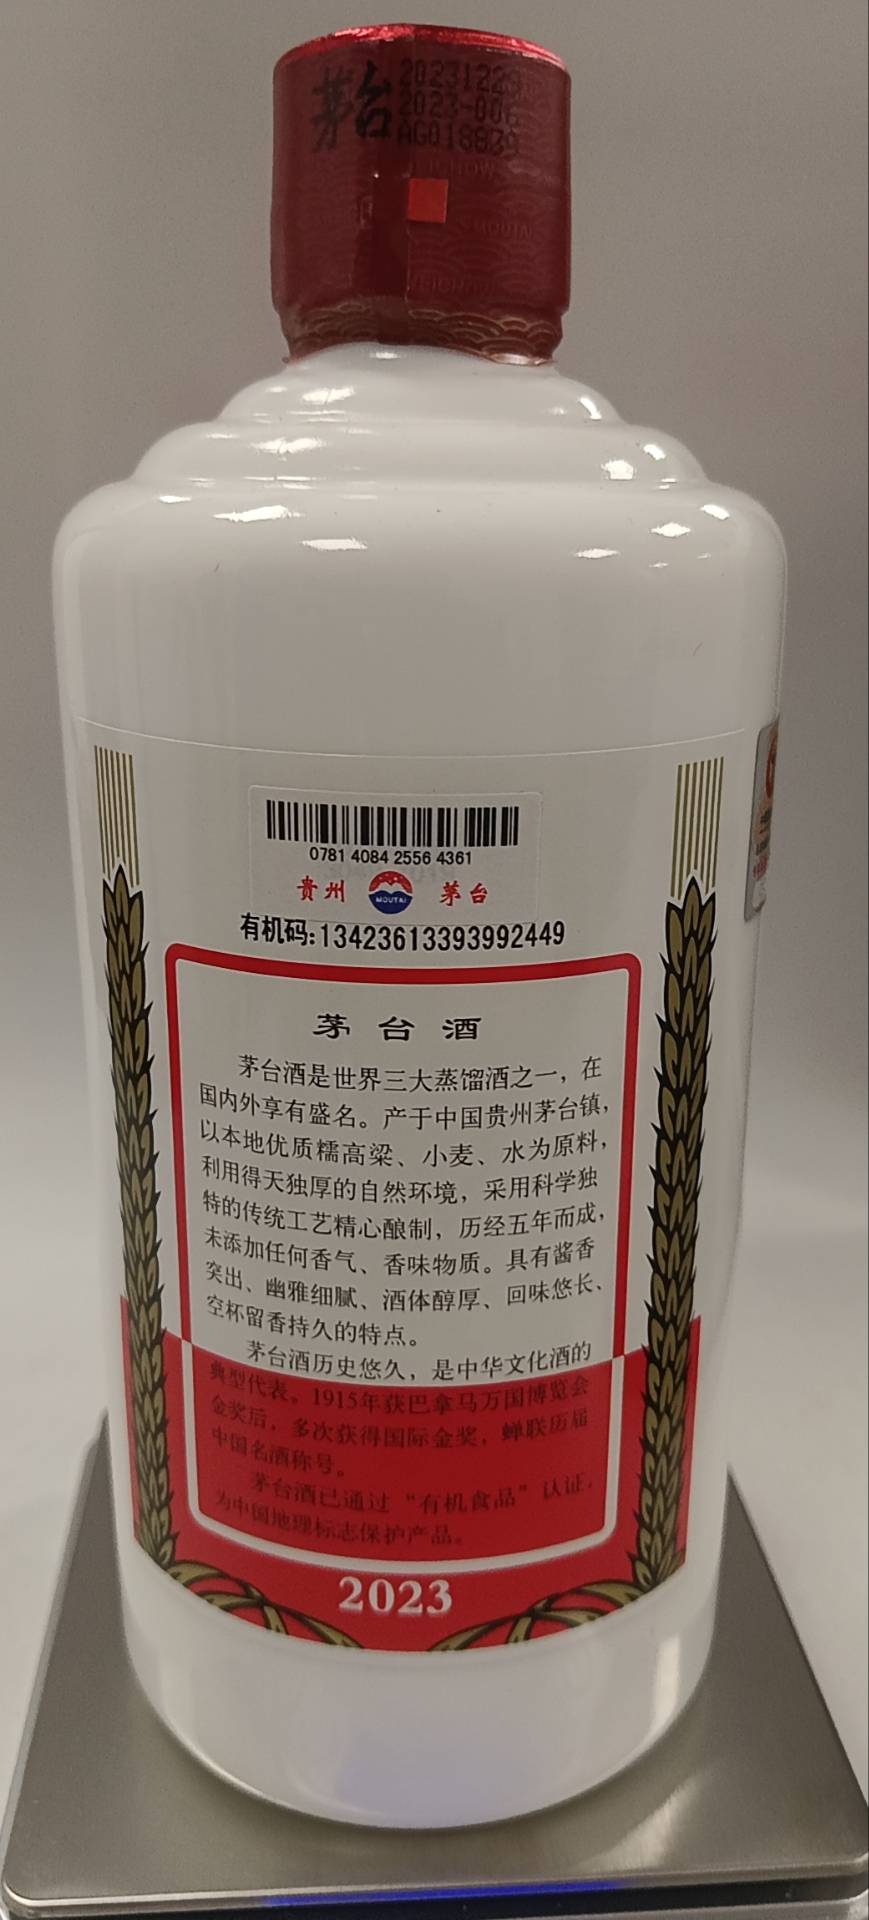 茅台
20231229
2023-006
AG018839
0781 4084 2556 4361
贵州 MOUTAI 茅台
有机码:13423613393992449
茅台酒
茅台酒是世界三大蒸馏酒之一，在
国内外享有盛名。产于中国贵州茅台镇，
以本地优质糯高粱、小麦、水为原料，
利用得天独厚的自然环境，采用科学独
特的传统工艺精心酿制，历经五年而成，
未添加任何香气、香味物质。具有酱香
突出、幽雅细腻、酒体醇厚、回味悠长、
空杯留香持久的特点。
茅台酒历史悠久，是中华文化酒的
典型代表。1915年获巴拿马万国博览会
金奖后，多次获得国际金奖，蝉联历届
中国名酒称号。
茅台酒已通过“有机食品”认证，
为中国地理标志保护产品。
2023